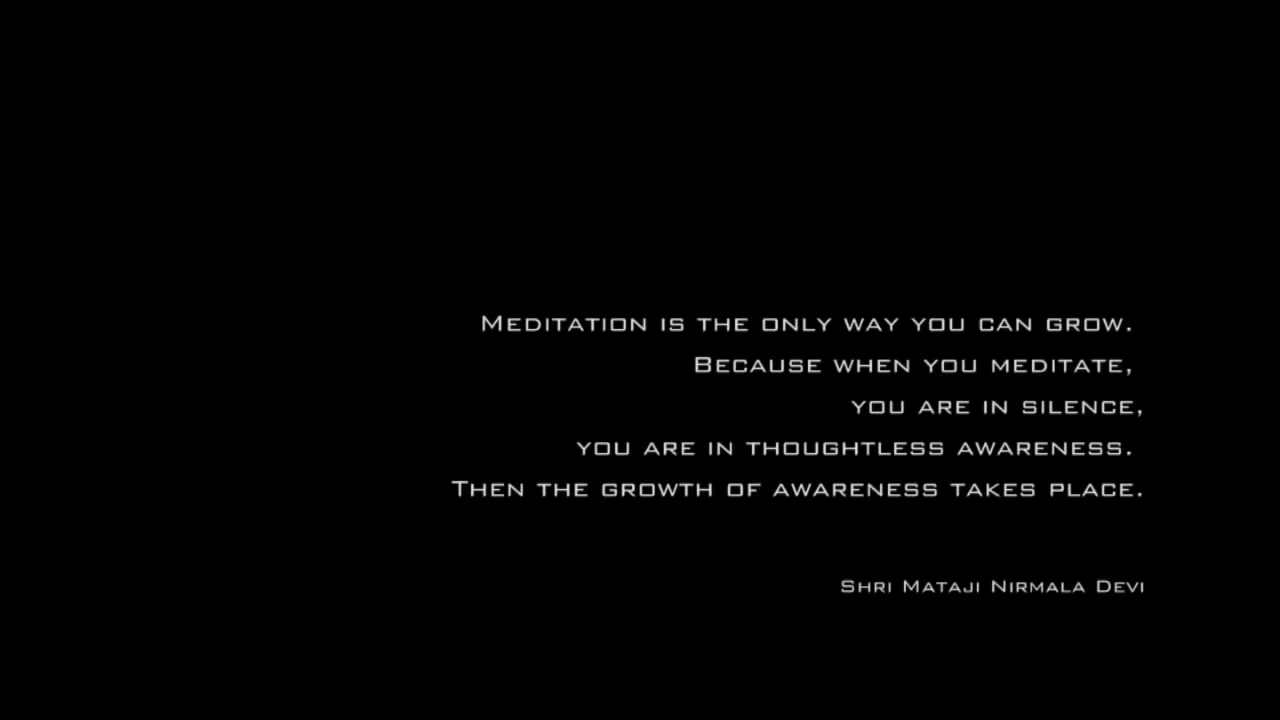 Meditation is the only way you can grow.
Because when you meditate,
you are in silence,
you are in thoughtless awareness.
Then the growth of awareness takes place.
Shri Mataji Nirmala Devi